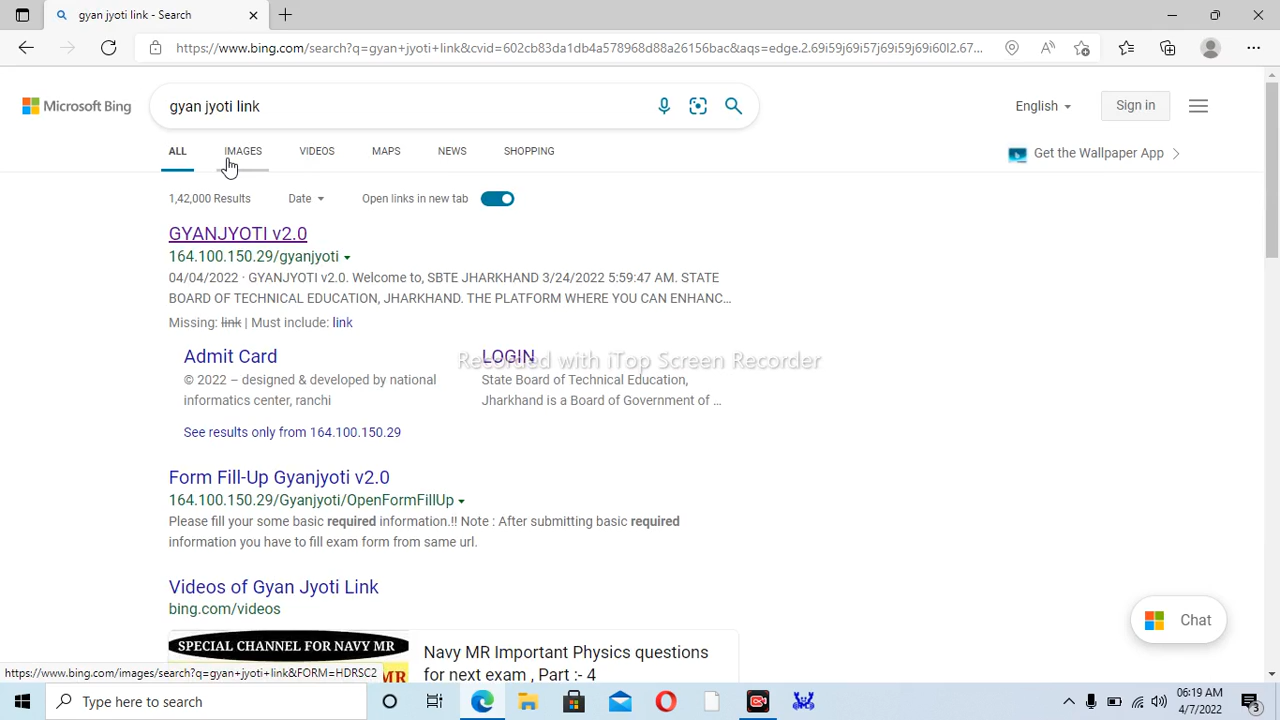 gyan jyoti link - Bing
https://www.bing.com/search?q=gyan+jyoti+link&cvid=602cb83da1db4a578968d88a26156bac&aqs=edge.2.69i59j69i57j69i59j69i60l2.67...
Microsoft Bing
gyan jyoti link
English
Sign in
ALL IMAGES VIDEOS MAPS NEWS SHOPPING
Get the Wallpaper App
1,42,000 Results Date Open links in new tab
GYANJYOTI v2.0
164.100.150.29/gyanjyoti
04/04/2022 · GYANJYOTI v2.0. Welcome to, SBTE JHARKHAND 3/24/2022 5:59:47 AM. STATE
BOARD OF TECHNICAL EDUCATION, JHARKHAND. THE PLATFORM WHERE YOU CAN ENHANC...
Missing: link | Must include: link
Admit Card
© 2022 – designed & developed by national
informatics center, ranchi
LOGIN
State Board of Technical Education,
Jharkhand is a Board of Government of ...
Recorded with iTop Screen Recorder
See results only from 164.100.150.29
Form Fill-Up Gyanjyoti v2.0
164.100.150.29/Gyanjyoti/OpenFormFillUp
Please fill your some basic required information.!! Note : After submitting basic required
information you have to fill exam form from same url.
Videos of Gyan Jyoti Link
bing.com/videos
SPECIAL CHANNEL FOR NAVY MR
MR
Navy MR Important Physics questions
for next exam , Part :- 4
Chat
https://www.bing.com/images/search?q=gyan+jyoti+link&FORM=HDRSC2
Type here to search
06:19 AM
4/7/2022
3